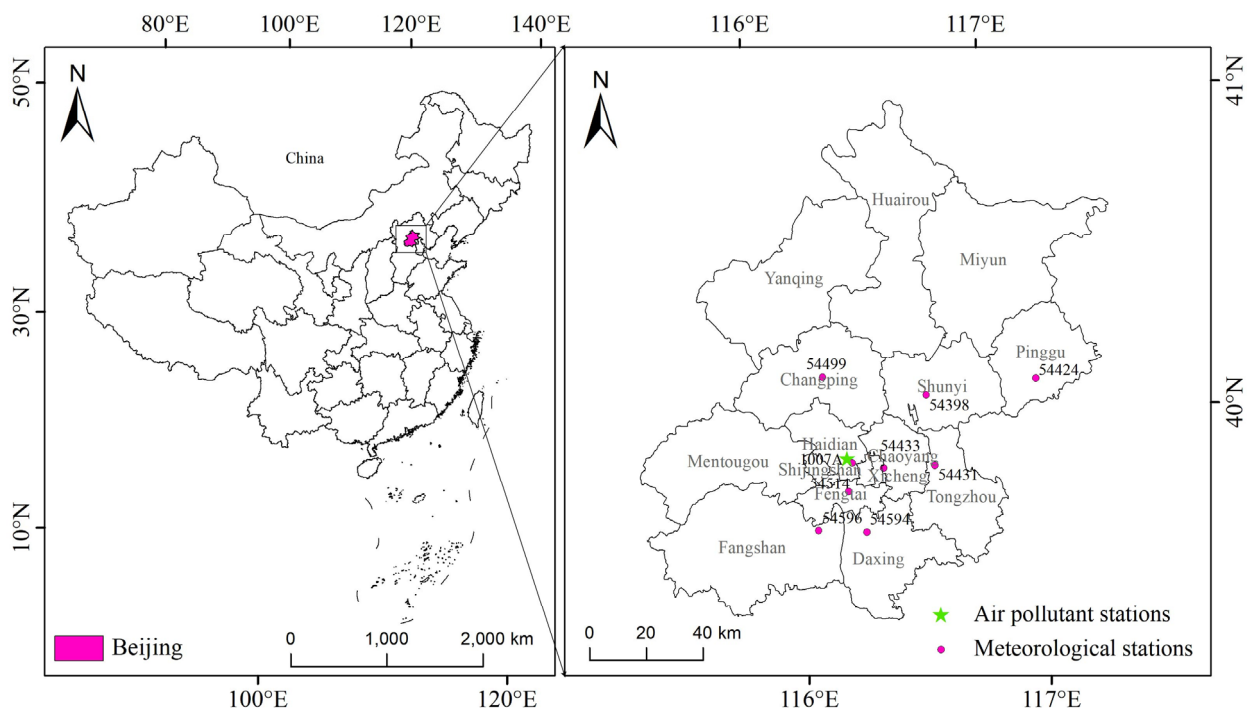 80°E 100°E 120°E 140°E 116°E 117°E
50°N
30°N
10°N
N
China
Beijing
0 1,000 2,000 km
100°E 120°E
N
41°N
40°N
Huairou
Miyun
Yanqing
Pinggu
54424
54499
Changping
Shunyi
54398
Haidian
54433
1007A
Chaoyang
Mentougou
Shijingshan
Xicheng
54431
54514
Fengtai
Tongzhou
54596
54594
Fangshan
Daxing
Air pollutant stations
Meteorological stations
0 20 40 km
116°E 117°E